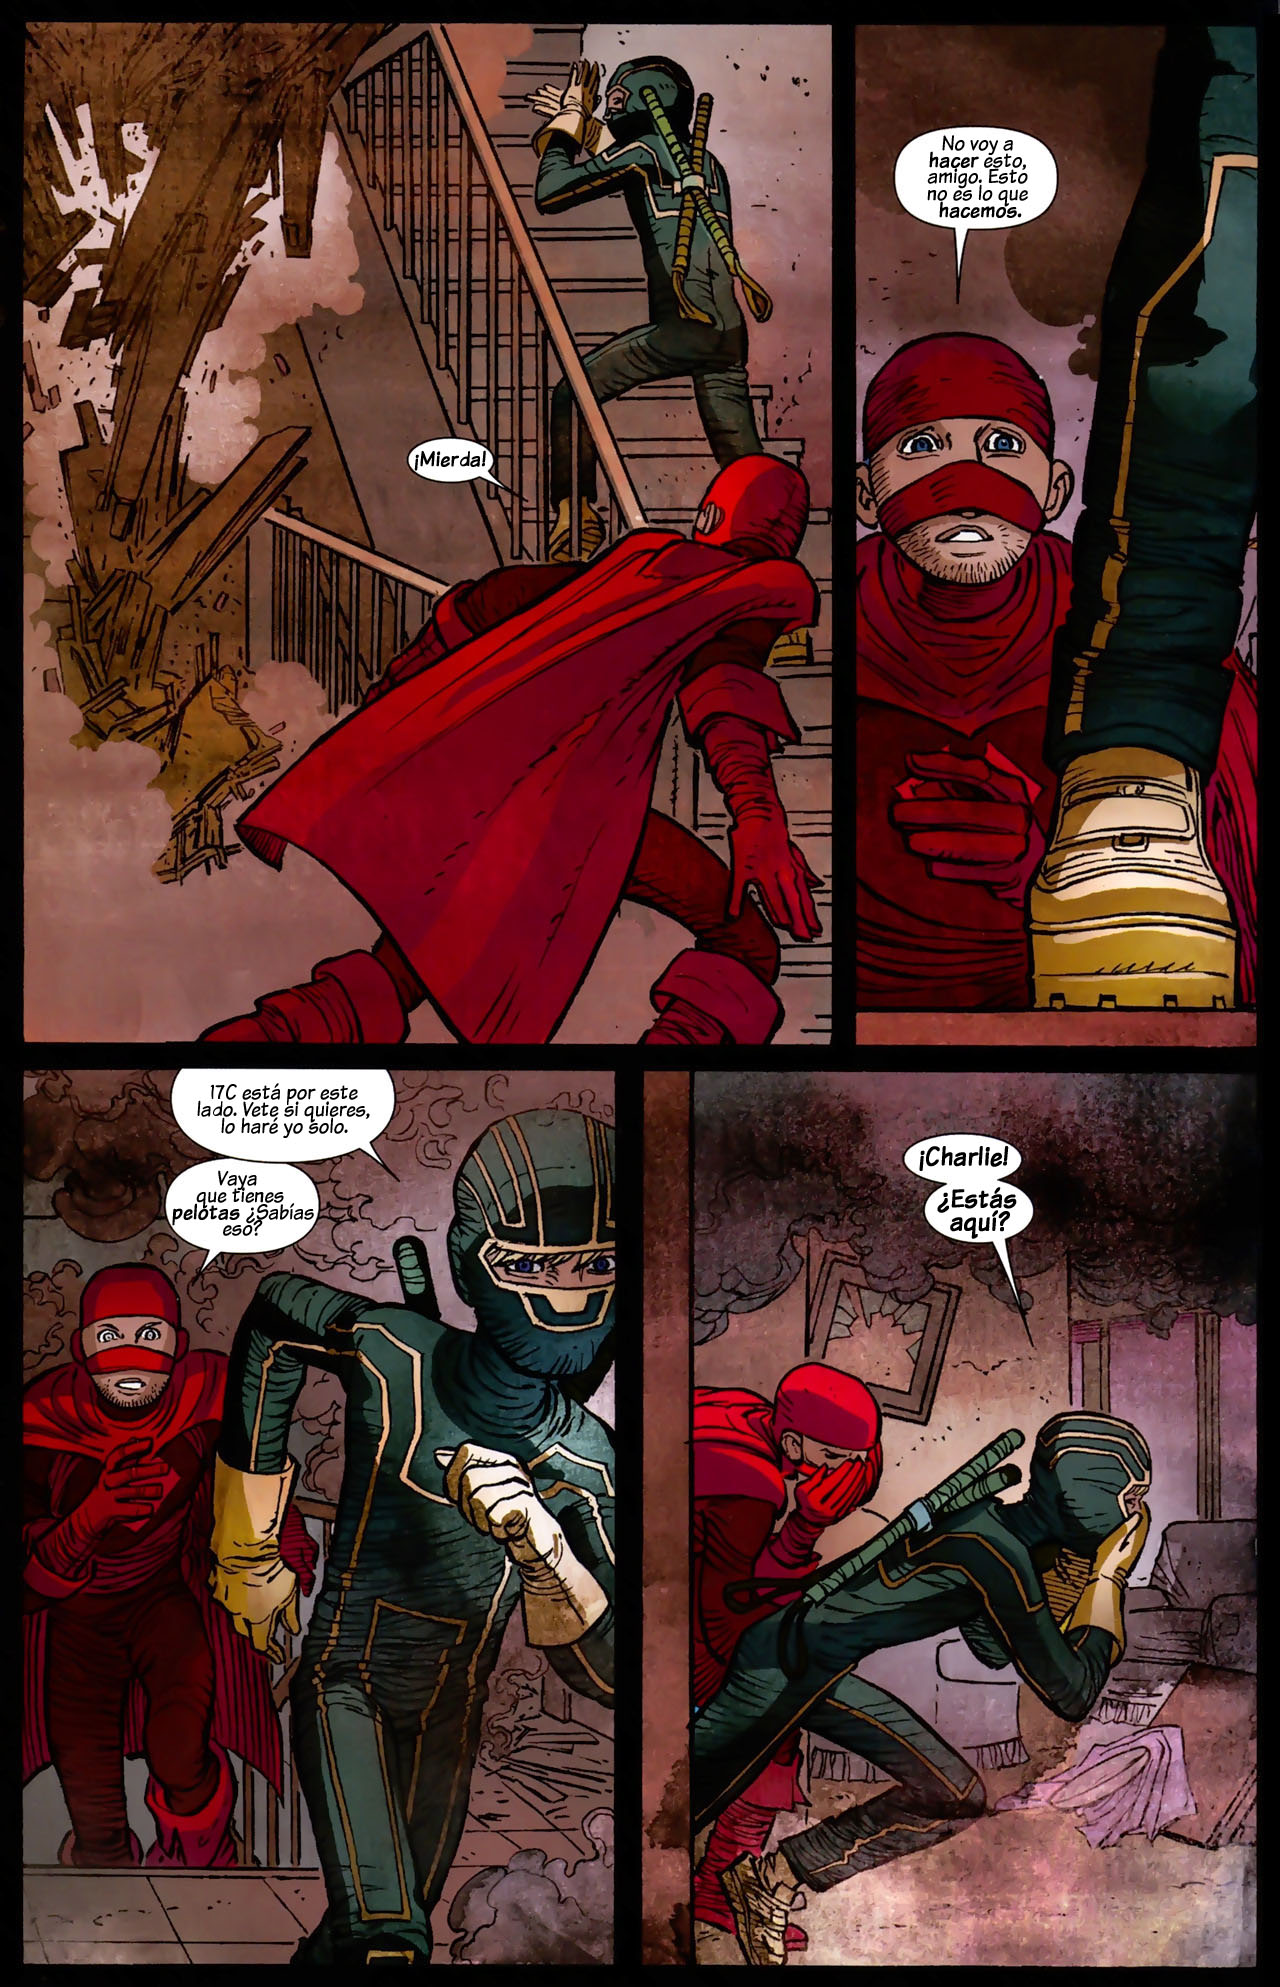 ¡Mierda!
No voy a
hacer esto,
amigo. Esto
no es lo que
hacemos.
17C está por este
lado. Vete si quieres,
lo haré yo solo.
Vaya
que tienes
pelotas ¿Sabías
eso?
¡Charlie!
¿Estás
aquí?